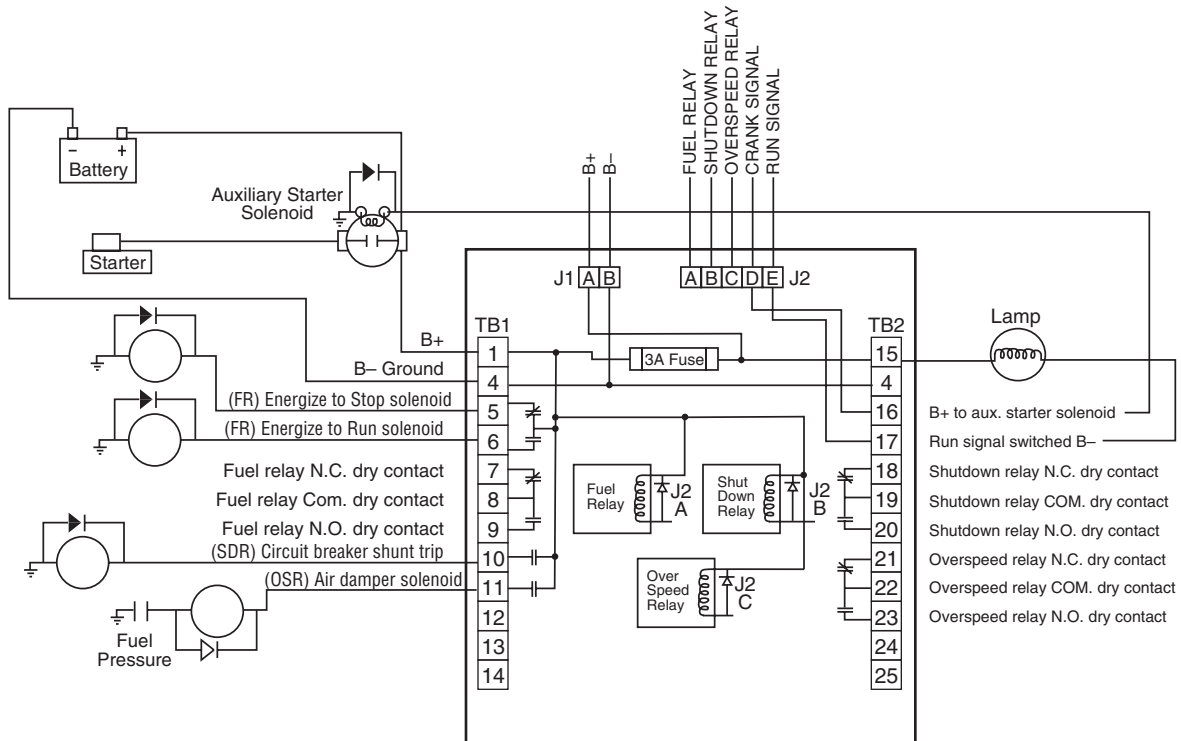 FUEL RELAY
SHUTDOWN RELAY
OVERSPEED RELAY
CRANK SIGNAL
RUN SIGNAL
B+
B–
– +
Battery
Auxiliary Starter
Solenoid
Starter
J1 A B
A B C D E J2
TB1
TB2
Lamp
B+
1
3A Fuse
15
B– Ground
4
4
(FR) Energize to Stop solenoid
5
16
B+ to aux. starter solenoid
(FR) Energize to Run solenoid
6
17
Run signal switched B–
Fuel relay N.C. dry contact
7
18
Shutdown relay N.C. dry contact
Fuel relay Com. dry contact
8
19
Shutdown relay COM. dry contact
Fuel relay N.O. dry contact
9
20
Shutdown relay N.O. dry contact
(SDR) Circuit breaker shunt trip
10
21
Overspeed relay N.C. dry contact
(OSR) Air damper solenoid
11
22
Overspeed relay COM. dry contact
12
23
Overspeed relay N.O. dry contact
13
24
14
25
Fuel
Relay
J2
A
Shut
Down
Relay
J2
B
Over
Speed
Relay
J2
C
Fuel
Pressure